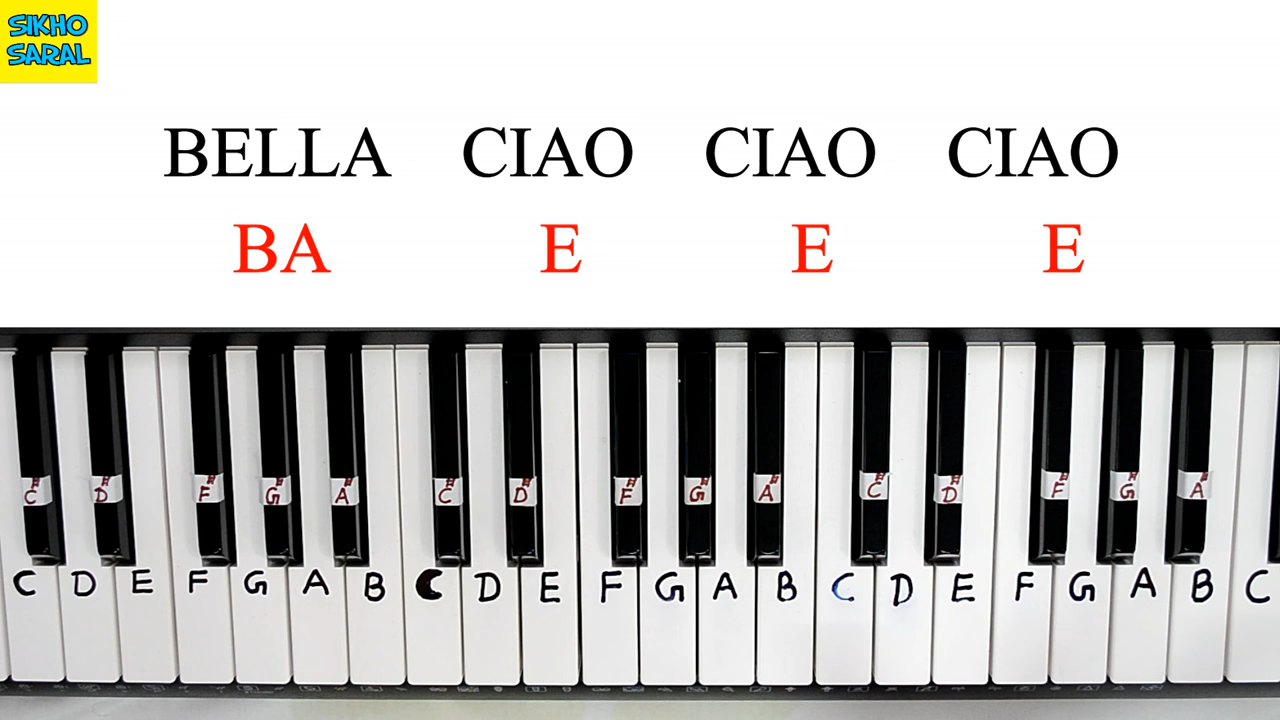 SIKHO
SARAL
BELLA CIAO CIAO CIAO
BA E E E
C# D# F# G# A# C# D# F# G# A# C# D# F# G# A#
C D E F G A B C D E F G A B C D E F G A B C